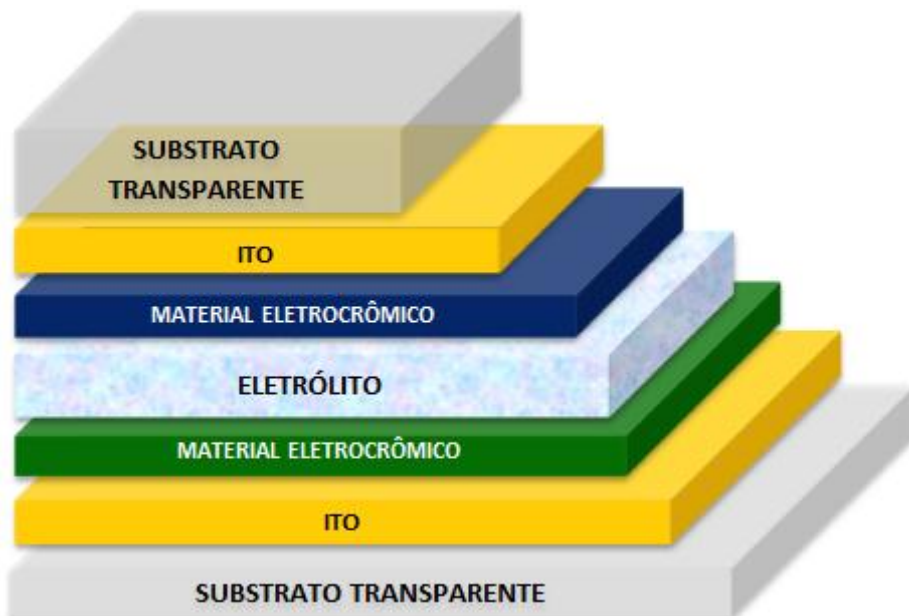 SUBSTRATO
TRANSPARENTE
ITO
MATERIAL ELETROCRÔMICO
ELETRÓLITO
MATERIAL ELETROCRÔMICO
ITO
SUBSTRATO TRANSPARENTE